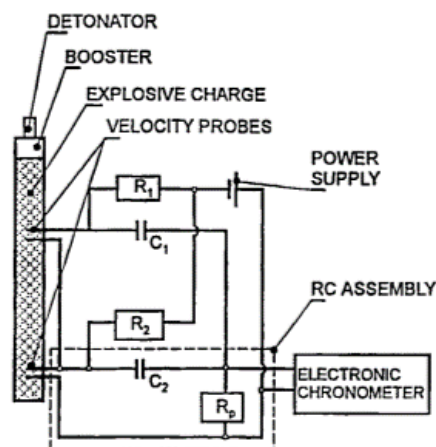 DETONATOR
BOOSTER
EXPLOSIVE CHARGE
VELOCITY PROBES
POWER
SUPPLY
R1
C1
RC ASSEMBLY
R2
C2
ELECTRONIC
CHRONOMETER
Rp